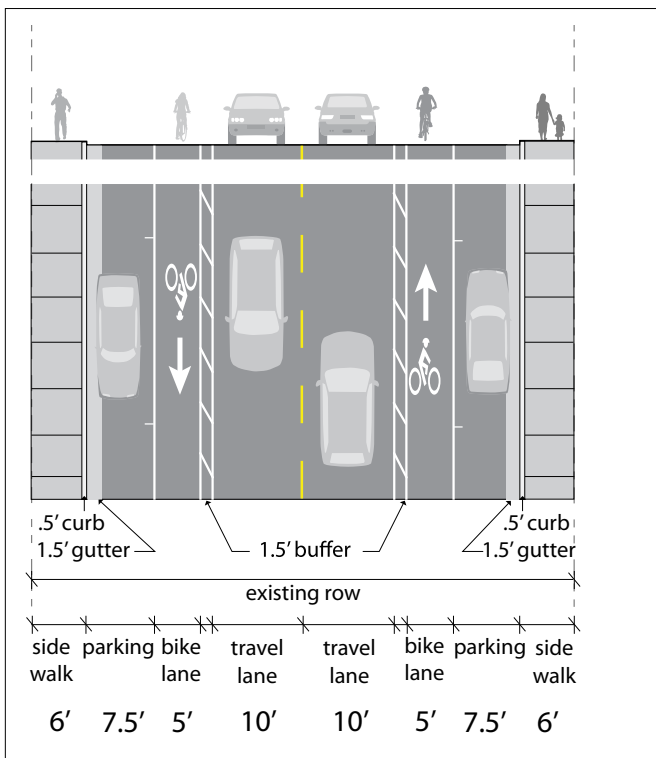 .5’ curb
1.5’ gutter
1.5’ buffer
.5’ curb
1.5’ gutter
existing row
side walk
parking
bike lane
travel lane
travel lane
bike lane
parking
side walk
6’ 7.5’ 5’ 10’ 10’ 5’ 7.5’ 6’